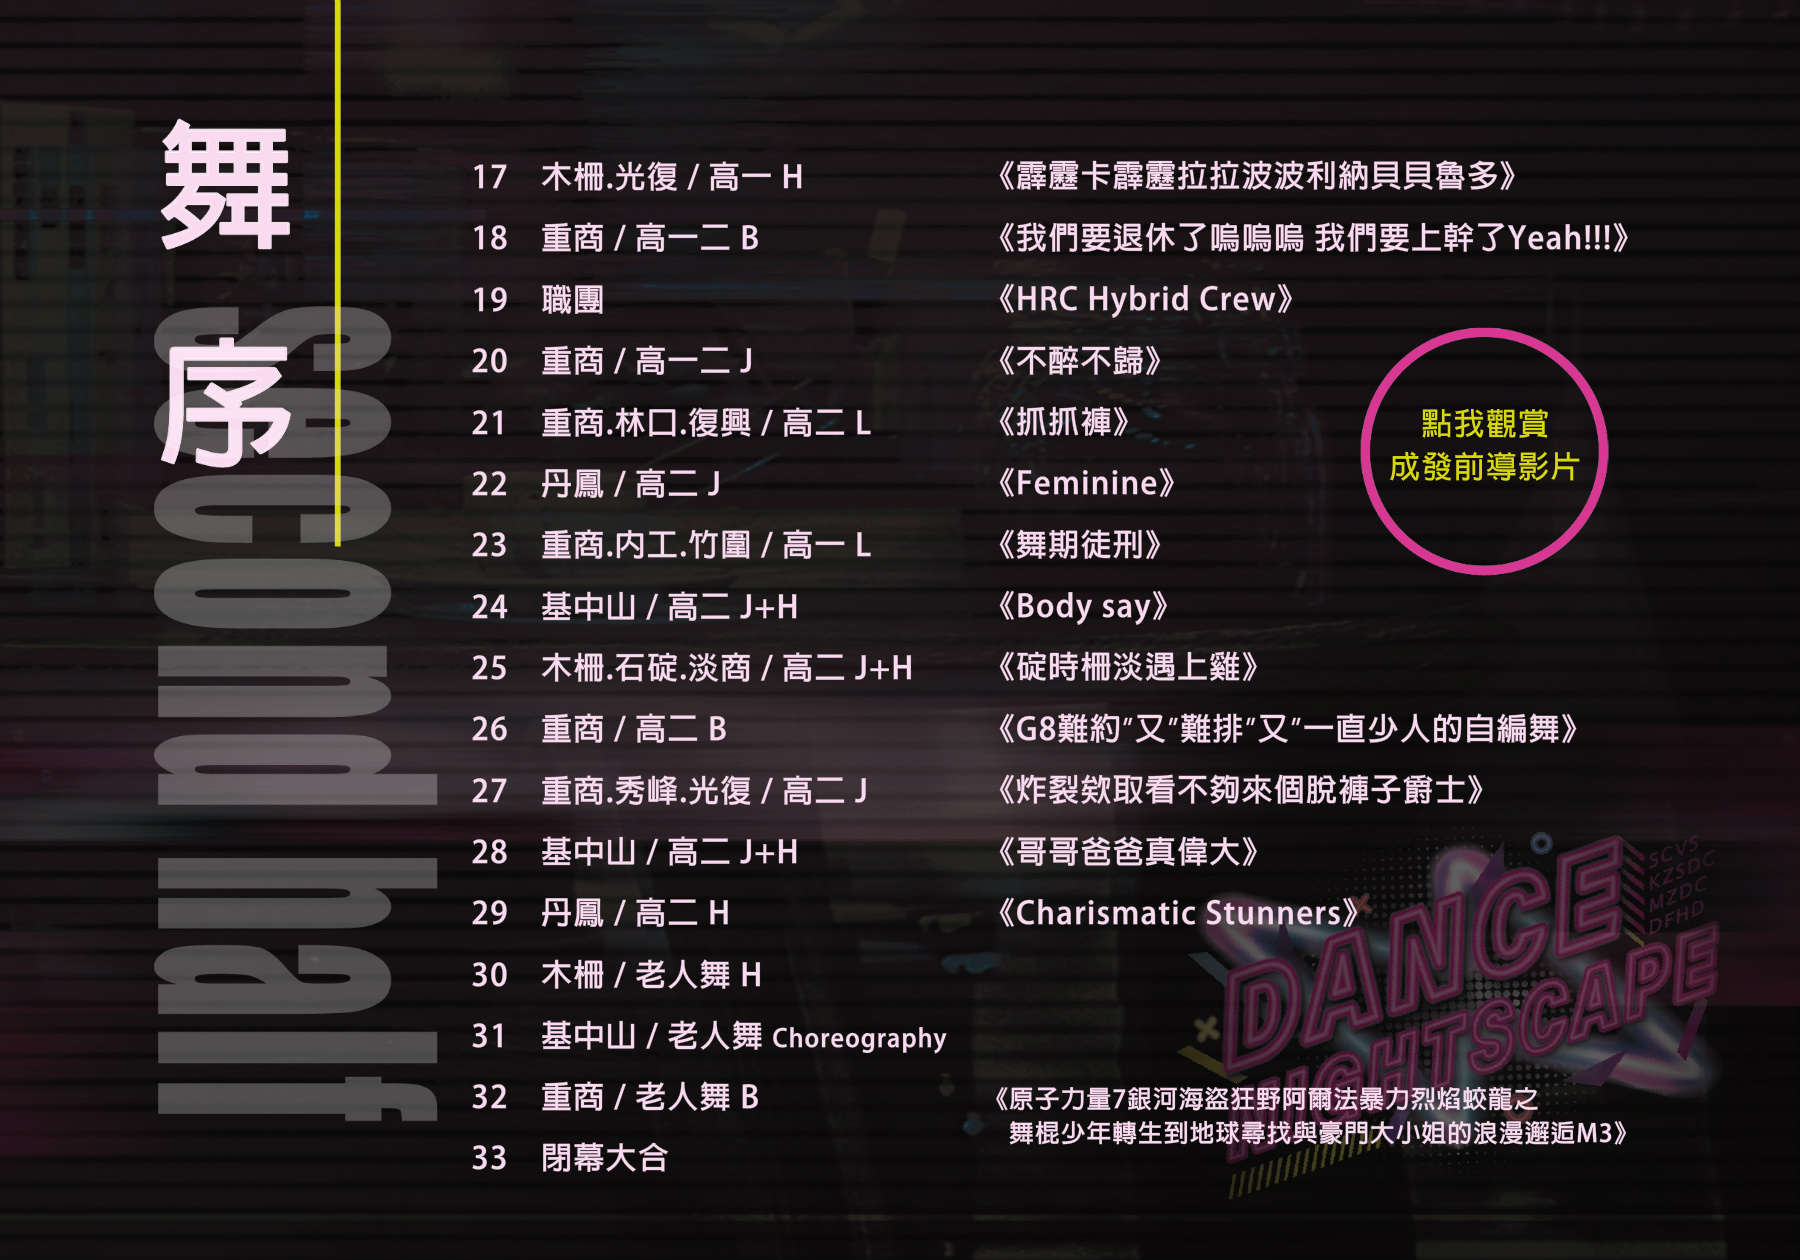 舞序
second half
17 木柵.光復 / 高一 H 《霹靂卡霹靂拉拉波波利納貝貝魯多》
18 重商 / 高一二 B 《我們要退休了嗚嗚嗚 我們要上幹了Yeah!!!》
19 職團 《HRC Hybrid Crew》
20 重商 / 高一二 J 《不醉不歸》
21 重商.林口.復興 / 高二 L 《抓抓褲》
22 丹鳳 / 高二 J 《Feminine》
23 重商.內工.竹圍 / 高一 L 《舞期徒刑》
24 基中山 / 高二 J+H 《Body say》
25 木柵.石碇.淡商 / 高二 J+H 《碇時柵淡遇上雞》
26 重商 / 高二 B 《G8難約"又"難排"又"一直少人的自編舞》
27 重商.秀峰.光復 / 高二 J 《炸裂欸取看不夠來個脫褲子爵士》
28 基中山 / 高二 J+H 《哥哥爸爸真偉大》
29 丹鳳 / 高二 H 《Charismatic Stunners》
30 木柵 / 老人舞 H
31 基中山 / 老人舞 Choreography
32 重商 / 老人舞 B 《原子力量7銀河海盜狂野阿爾法暴力烈焰蛟龍之
舞棍少年轉生到地球尋找與豪門大小姐的浪漫邂逅M3》
33 閉幕大合
點我觀賞
成發前導影片
DANCE
NIGHTSCAPE
SCVS
KZSDC
MZDC
DFHD